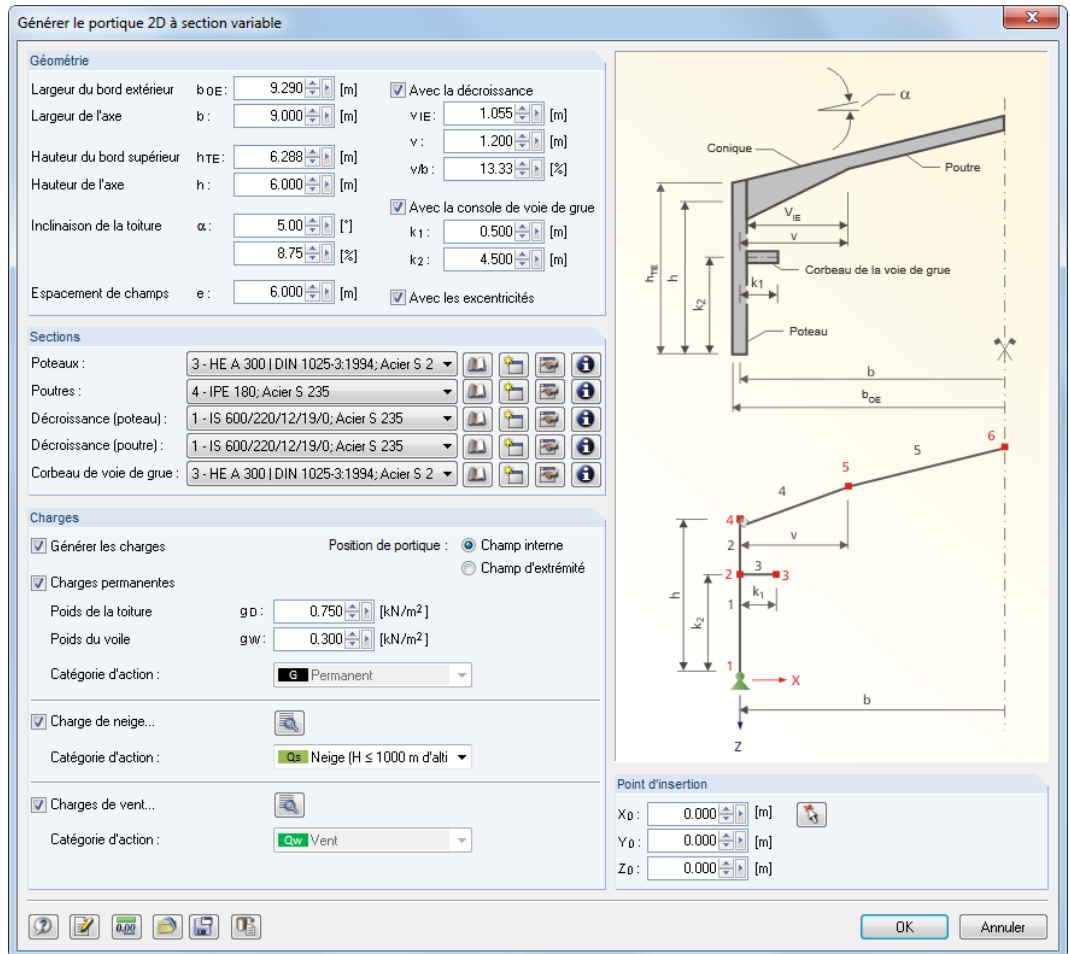 Générer le portique 2D à section variable
Géométrie
Largeur du bord extérieur bOE: 9.290 [m]
Largeur de l'axe b: 9.000 [m]
Hauteur du bord supérieur hTE: 6.288 [m]
Hauteur de l'axe h: 6.000 [m]
Inclinaison de la toiture α: 5.00 [°]
8.75 [%]
Espacement de champs e: 6.000 [m]
Avec la décroissance
vIE: 1.055 [m]
v: 1.200 [m]
v/b: 13.33 [%]
Avec la console de voie de grue
k1: 0.500 [m]
k2: 4.500 [m]
Avec les excentricités
Sections
Poteaux : 3 - HE A 300 | DIN 1025-3:1994; Acier S 2
Poutres : 4 - IPE 180; Acier S 235
Décroissance (poteau) : 1 - IS 600/220/12/19/0; Acier S 235
Décroissance (poutre) : 1 - IS 600/220/12/19/0; Acier S 235
Corbeau de voie de grue : 3 - HE A 300 | DIN 1025-3:1994; Acier S 2
Charges
Générer les charges
Position de portique : Champ interne
Champ d'extrémité
Charges permanentes
Poids de la toiture gD: 0.750 [kN/m²]
Poids du voile gW: 0.300 [kN/m²]
Catégorie d'action : G Permanent
Charge de neige...
Catégorie d'action : Qs Neige (H ≤ 1000 m d'alti
Charges de vent...
Catégorie d'action : Qw Vent
α
Conique
Poutre
VIE
v
hTE
h
k2
k1
Corbeau de la voie de grue
Poteau
b
bOE
6
5
5
4
4
v
2
2
3
3
k1
h
k2
1
1
X
b
Z
Point d'insertion
X0: 0.000 [m]
Y0: 0.000 [m]
Z0: 0.000 [m]
0.00
OK
Annuler